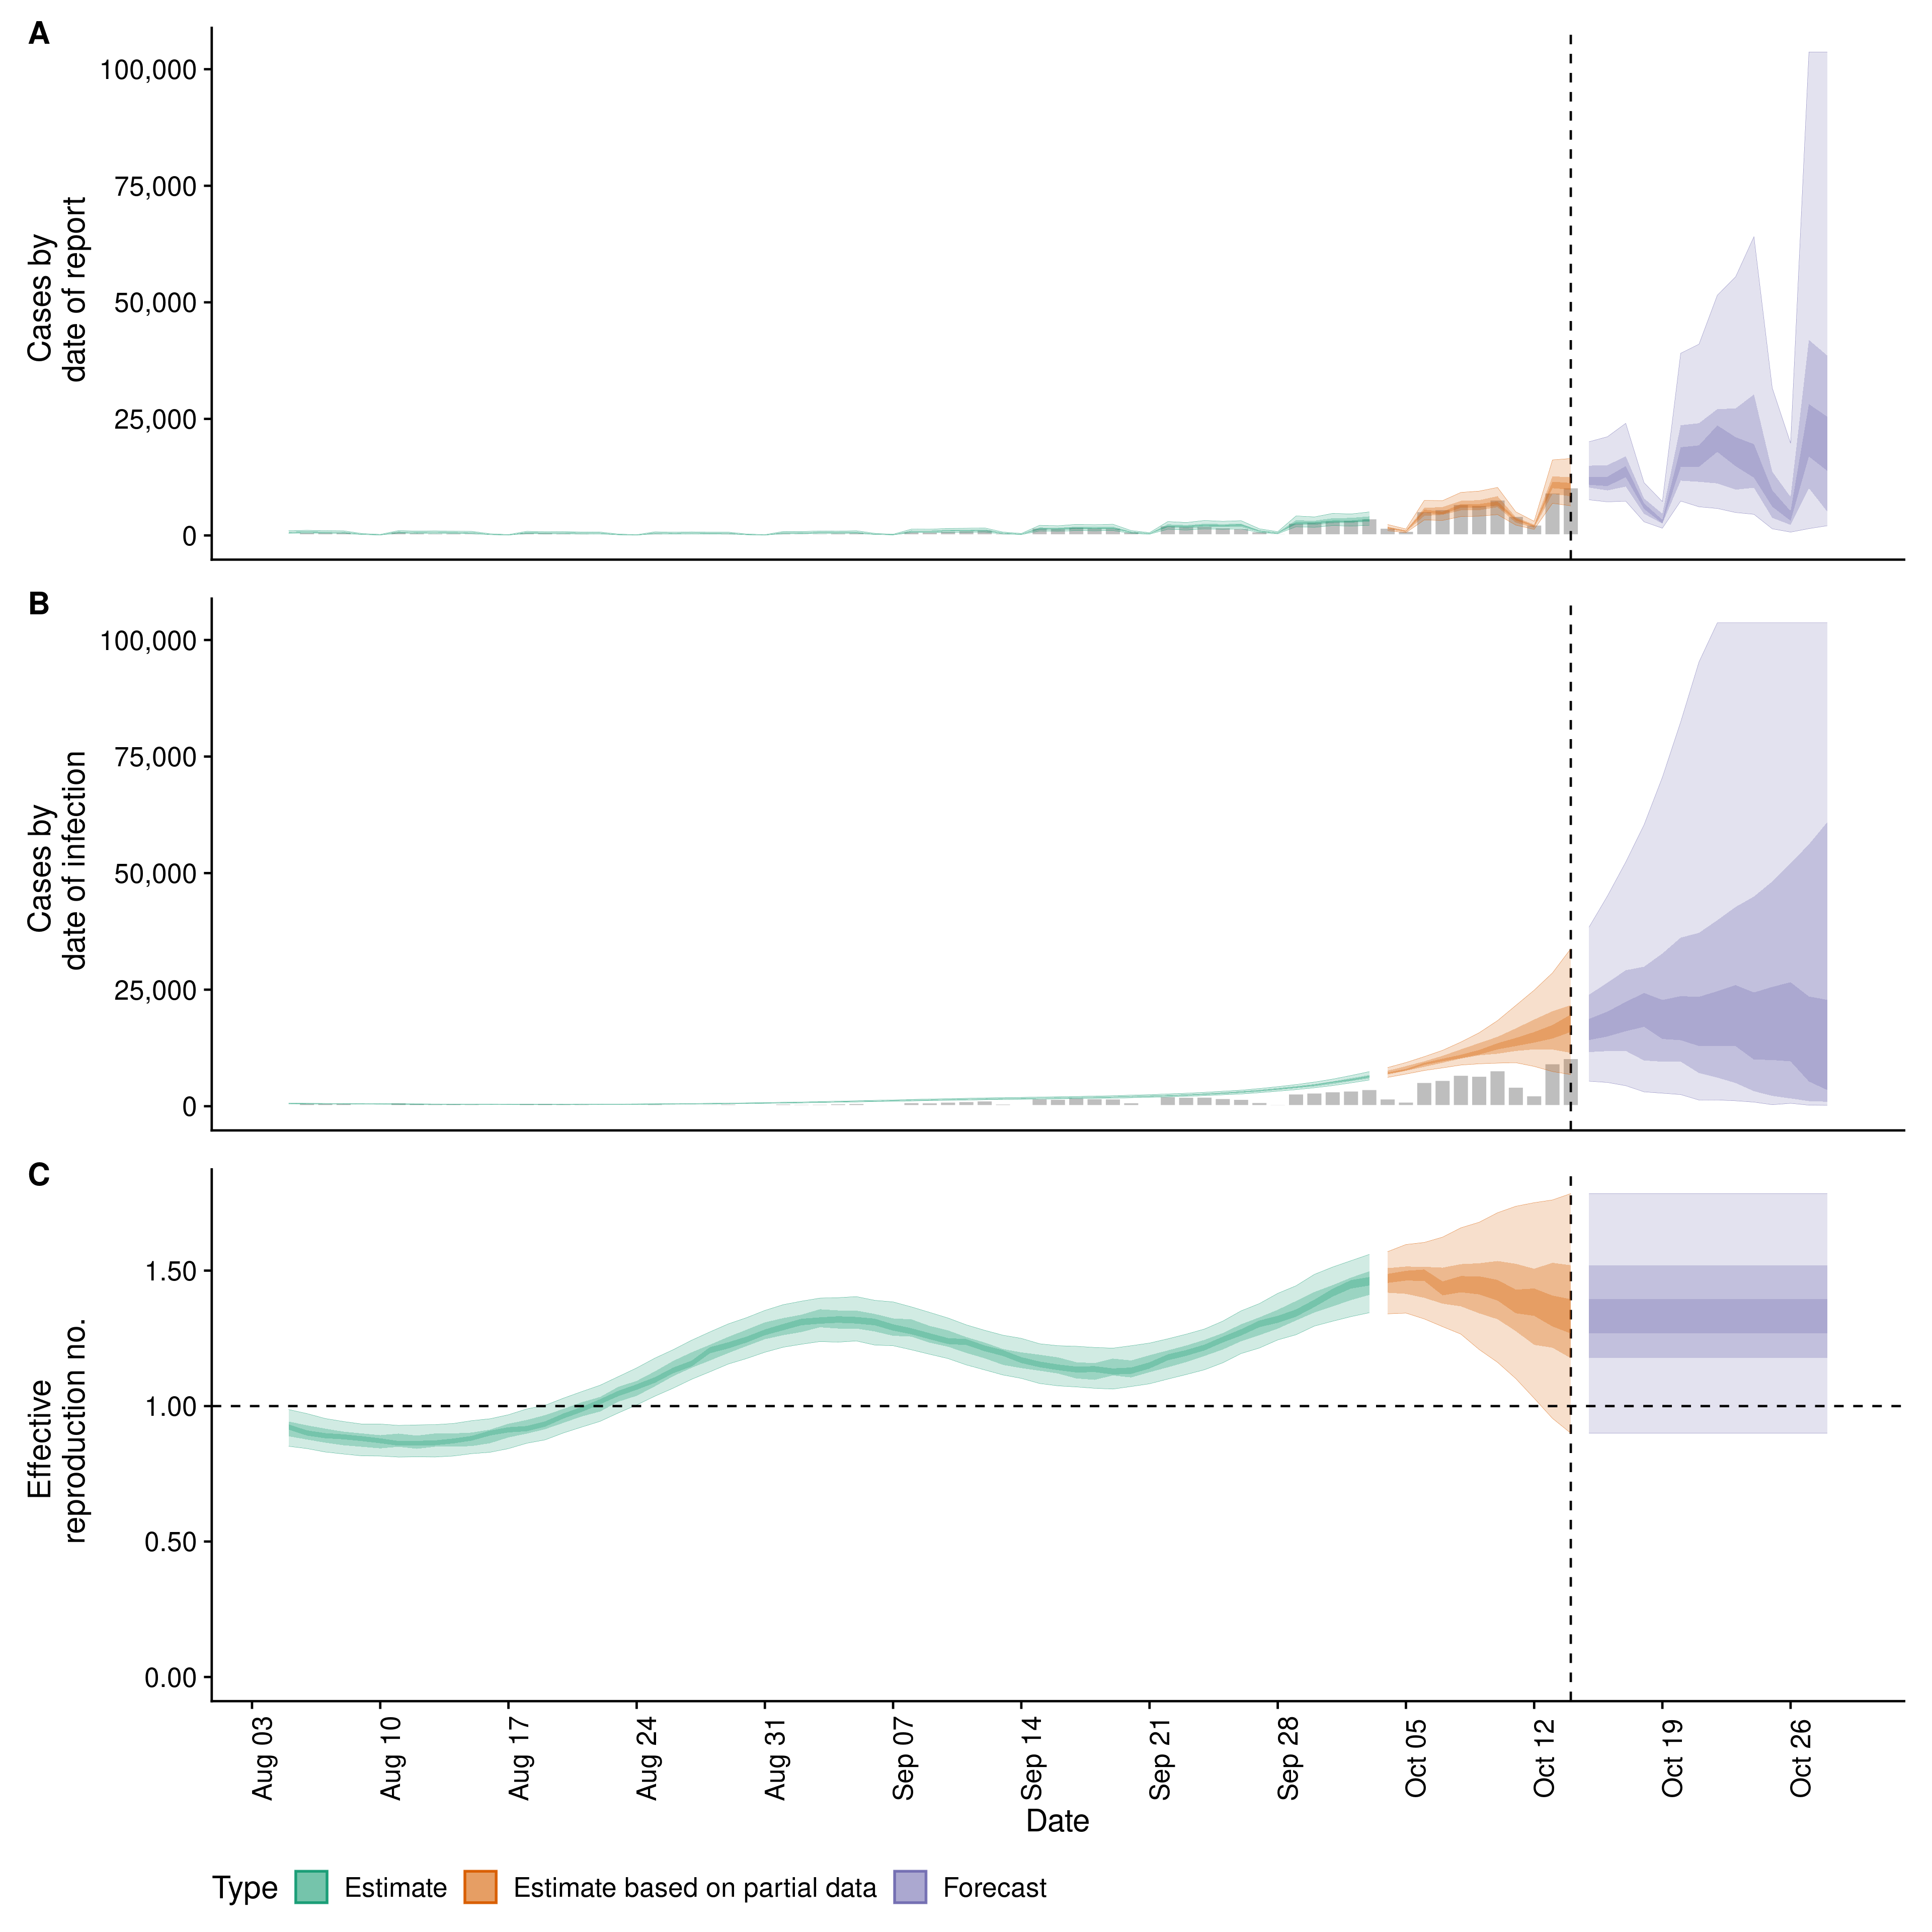 A
100,000
75,000
50,000
25,000
0
Cases by
date of report
B
100,000
75,000
50,000
25,000
0
Cases by
date of infection
C
1.50
1.00
0.50
0.00
Effective
reproduction no.
Aug 03
Aug 10
Aug 17
Aug 24
Aug 31
Sep 07
Sep 14
Sep 21
Sep 28
Oct 05
Oct 12
Oct 19
Oct 26
Date
Type Estimate Estimate based on partial data Forecast